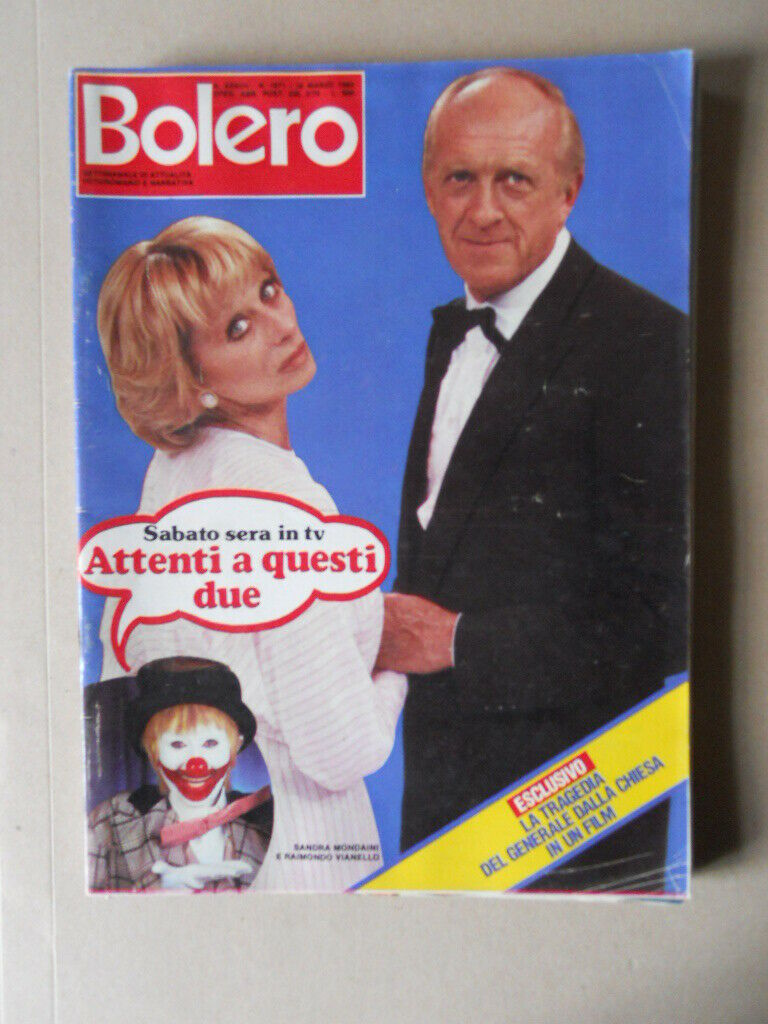 Bolero
SETTIMANALE DI ATTUALITÀ
FOTOROMANZI E NARRATIVA
Sabato sera in tv
Attenti a questi
due
SANDRA MONDAINI
E RAIMONDO VIANELLO
ESCLUSIVO
LA TRAGEDIA
DEL GENERALE DALLA CHIESA
IN UN FILM